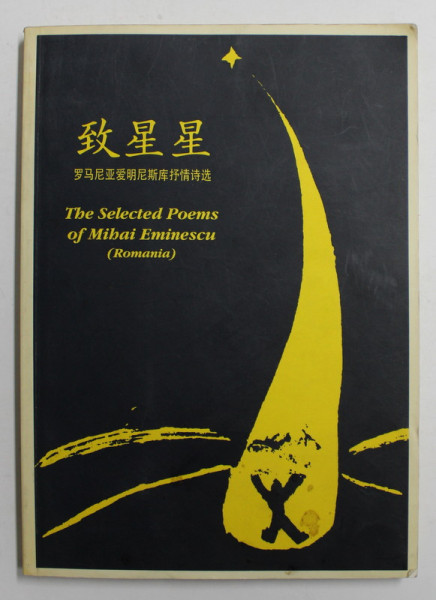 致星星
罗马尼亚爱明尼斯库抒情诗选
The Selected Poems
of Mihai Eminescu
(Romania)